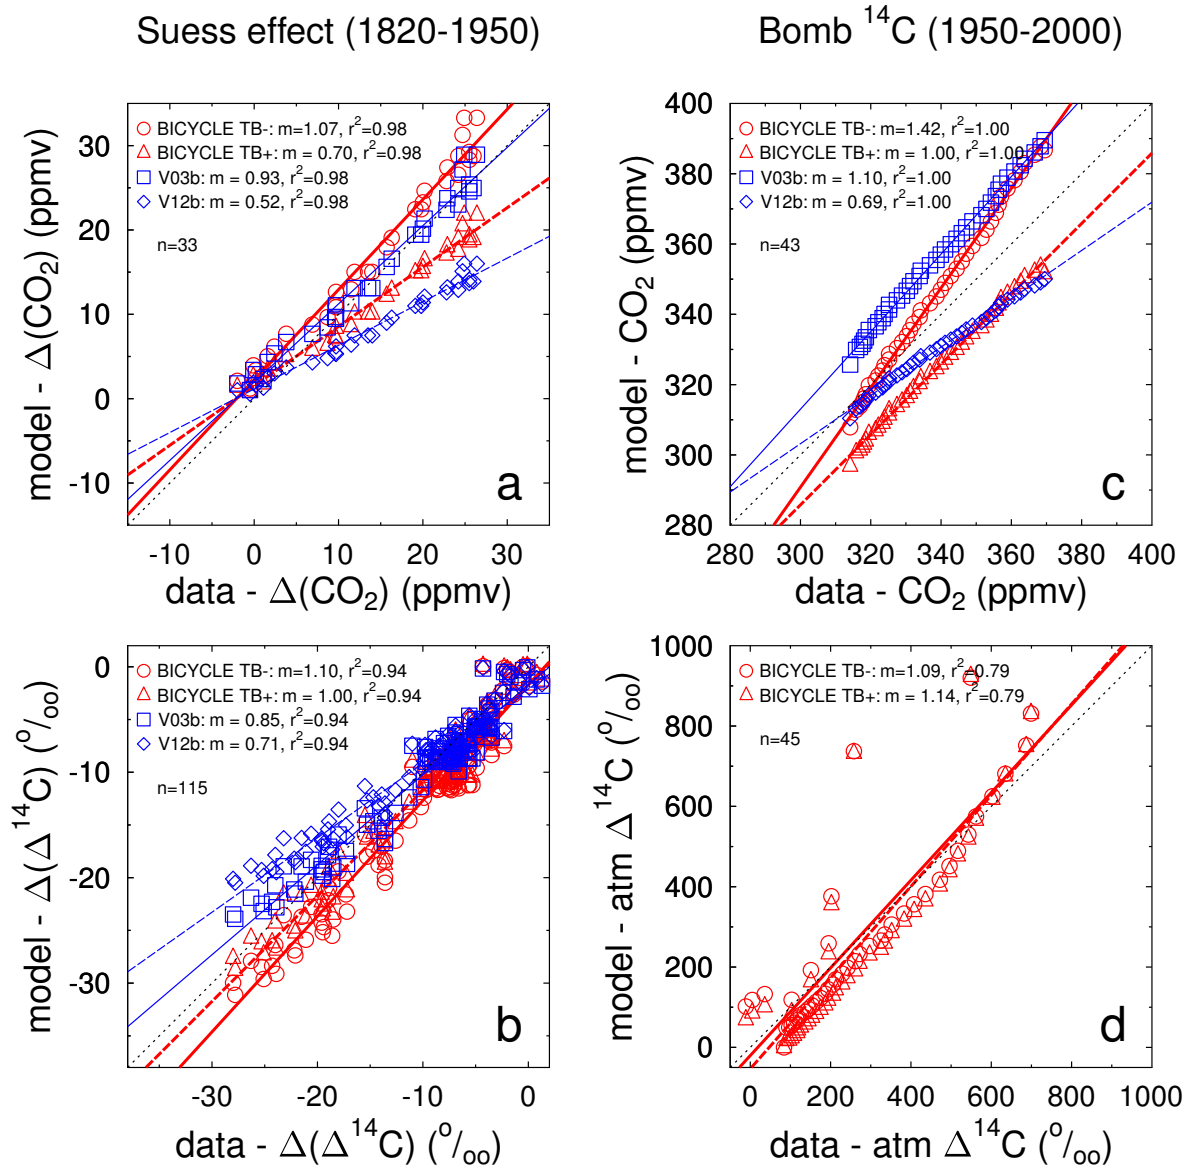 Suess effect (1820-1950)
Bomb ¹⁴C (1950-2000)
model - Δ(CO₂) (ppmv)
30
20
10
0
-10
BICYCLE TB-: m=1.07, r²=0.98
BICYCLE TB+: m = 0.70, r²=0.98
V03b: m = 0.93, r²=0.98
V12b: m = 0.52, r²=0.98
n=33
a
-10 0 10 20 30
data - Δ(CO₂) (ppmv)
model - CO₂ (ppmv)
400
380
360
340
320
300
280
BICYCLE TB-: m=1.42, r²=1.00
BICYCLE TB+: m = 1.00, r²=1.00
V03b: m = 1.10, r²=1.00
V12b: m = 0.69, r²=1.00
n=43
c
280 300 320 340 360 380 400
data - CO₂ (ppmv)
model - Δ(Δ¹⁴C) (⁰/₀₀)
0
-10
-20
-30
BICYCLE TB-: m=1.10, r²=0.94
BICYCLE TB+: m = 1.00, r²=0.94
V03b: m = 0.85, r²=0.94
V12b: m = 0.71, r²=0.94
n=115
b
-30 -20 -10 0
data - Δ(Δ¹⁴C) (⁰/₀₀)
model - atm Δ¹⁴C (⁰/₀₀)
1000
800
600
400
200
0
BICYCLE TB-: m=1.09, r²=0.79
BICYCLE TB+: m = 1.14, r²=0.79
n=45
d
0 200 400 600 800 1000
data - atm Δ¹⁴C (⁰/₀₀)